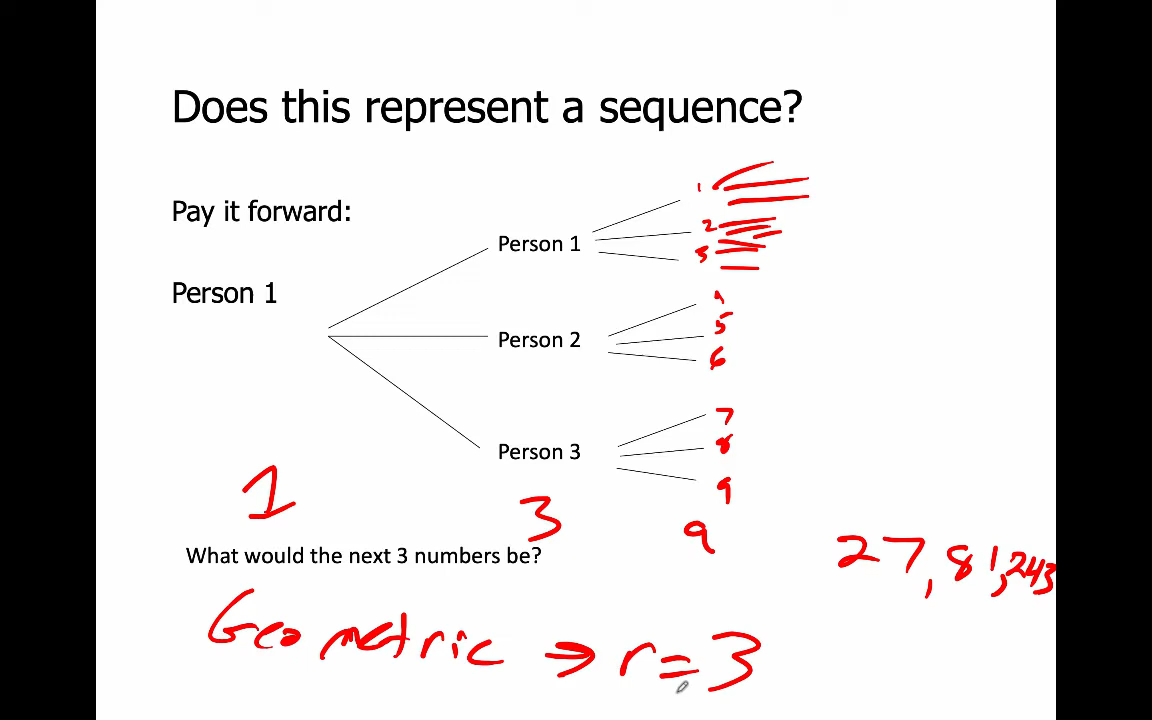 Does this represent a sequence?
Pay it forward:
Person 1
Person 1
1
2
3
Person 2
4
5
6
Person 3
7
8
9
1 3 9
What would the next 3 numbers be?
27, 81, 243
Geometric → r=3